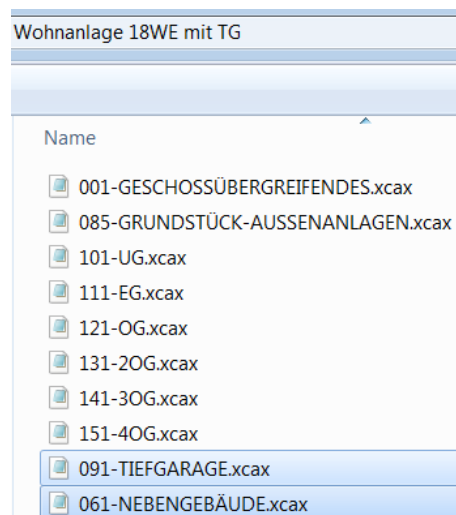 Wohnanlage 18WE mit TG
Name
001-GESCHOSSÜBERGREIFENDES.xcax
085-GRUNDSTÜCK-AUSSENANLAGEN.xcax
101-UG.xcax
111-EG.xcax
121-OG.xcax
131-2OG.xcax
141-3OG.xcax
151-4OG.xcax
091-TIEFGARAGE.xcax
061-NEBENGEBÄUDE.xcax